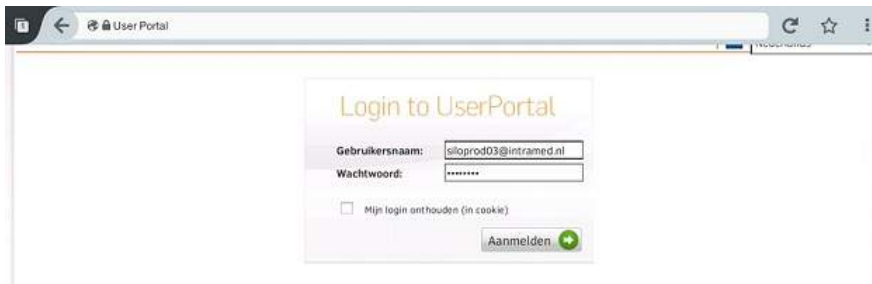 User Portal
Nederlands
Login to UserPortal
Gebruikersnaam: siloprod03@intramed.nl
Wachtwoord: ••••••••
Mijn login onthouden (in cookie)
Aanmelden